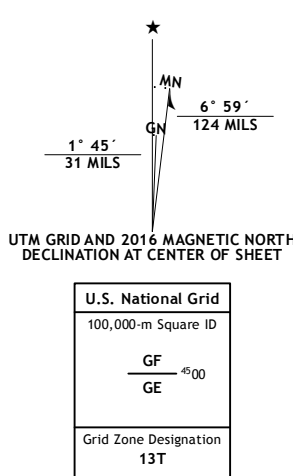 ★
MN
GN
6° 59´
124 MILS
1° 45´
31 MILS
UTM GRID AND 2016 MAGNETIC NORTH
DECLINATION AT CENTER OF SHEET
U.S. National Grid
100,000-m Square ID
GF
4500
GE
Grid Zone Designation
13T